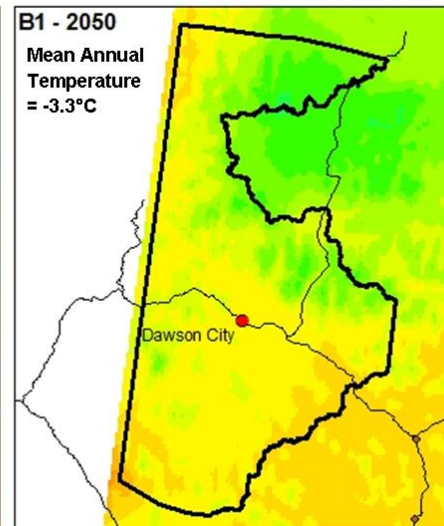 B1 - 2050
Mean Annual
Temperature
= -3.3°C
Dawson City